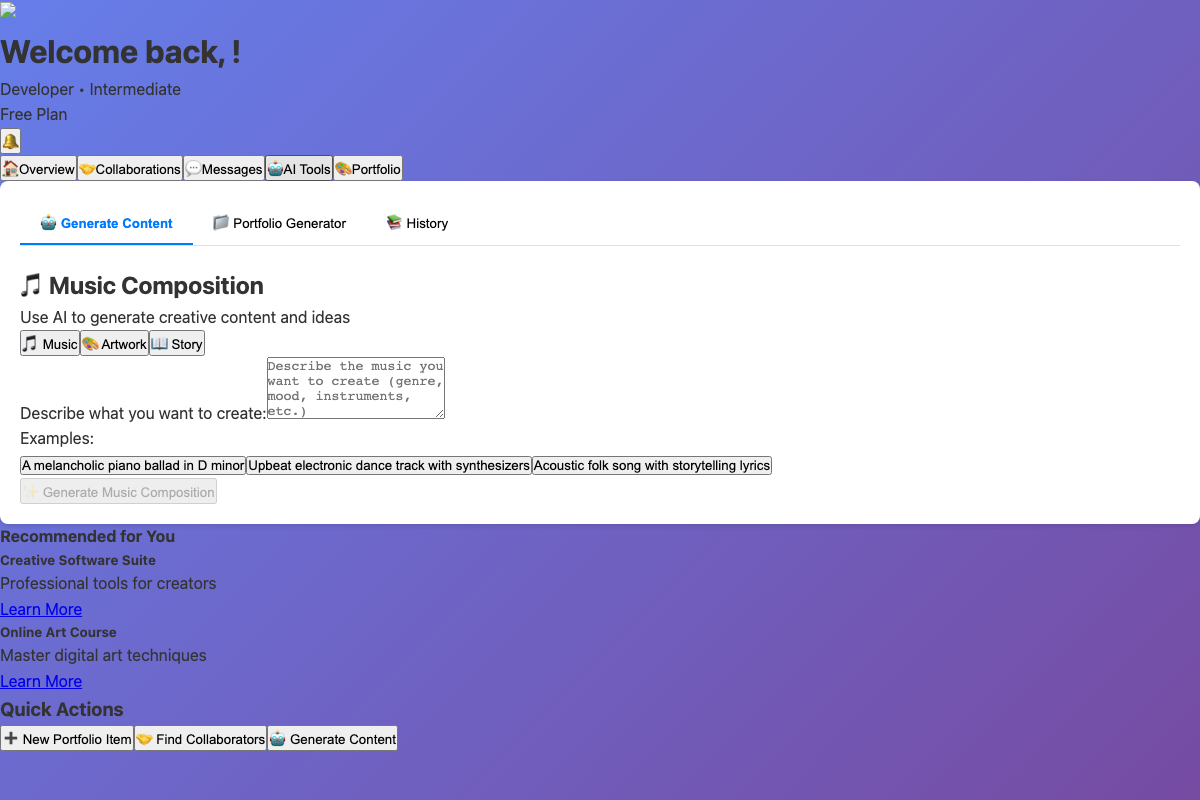 Welcome back, !
Developer • Intermediate
Free Plan
🔔
🏠Overview 🤝Collaborations 💬Messages 🤖AI Tools 🎨Portfolio
🤖 Generate Content 📁 Portfolio Generator 📚 History
🎵 Music Composition
Use AI to generate creative content and ideas
🎵 Music 🎨 Artwork 📖 Story
Describe the music you
want to create (genre,
mood, instruments,
Describe what you want to create: etc.)
Examples:
A melancholic piano ballad in D minor Upbeat electronic dance track with synthesizers Acoustic folk song with storytelling lyrics
✨ Generate Music Composition
Recommended for You
Creative Software Suite
Professional tools for creators
Learn More
Online Art Course
Master digital art techniques
Learn More
Quick Actions
➕ New Portfolio Item 🤝 Find Collaborators 🤖 Generate Content